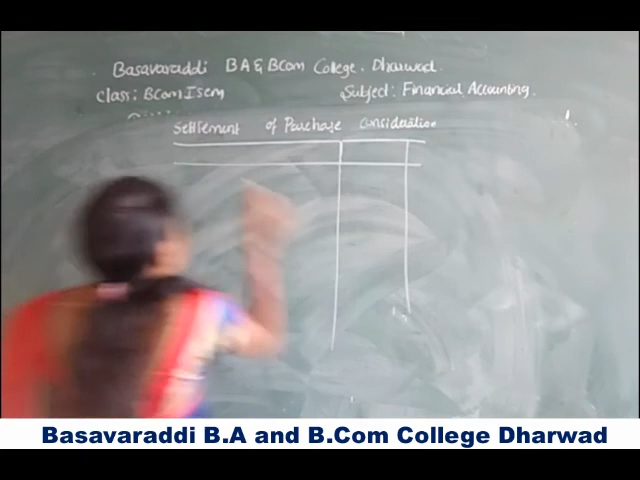 Basavaraddi BA & BCom College. Dharwad.
Class: BCom I sem Subject: Financial Accounting.
Settlement of Purchase Consideration
Basavaraddi B.A and B.Com College Dharwad